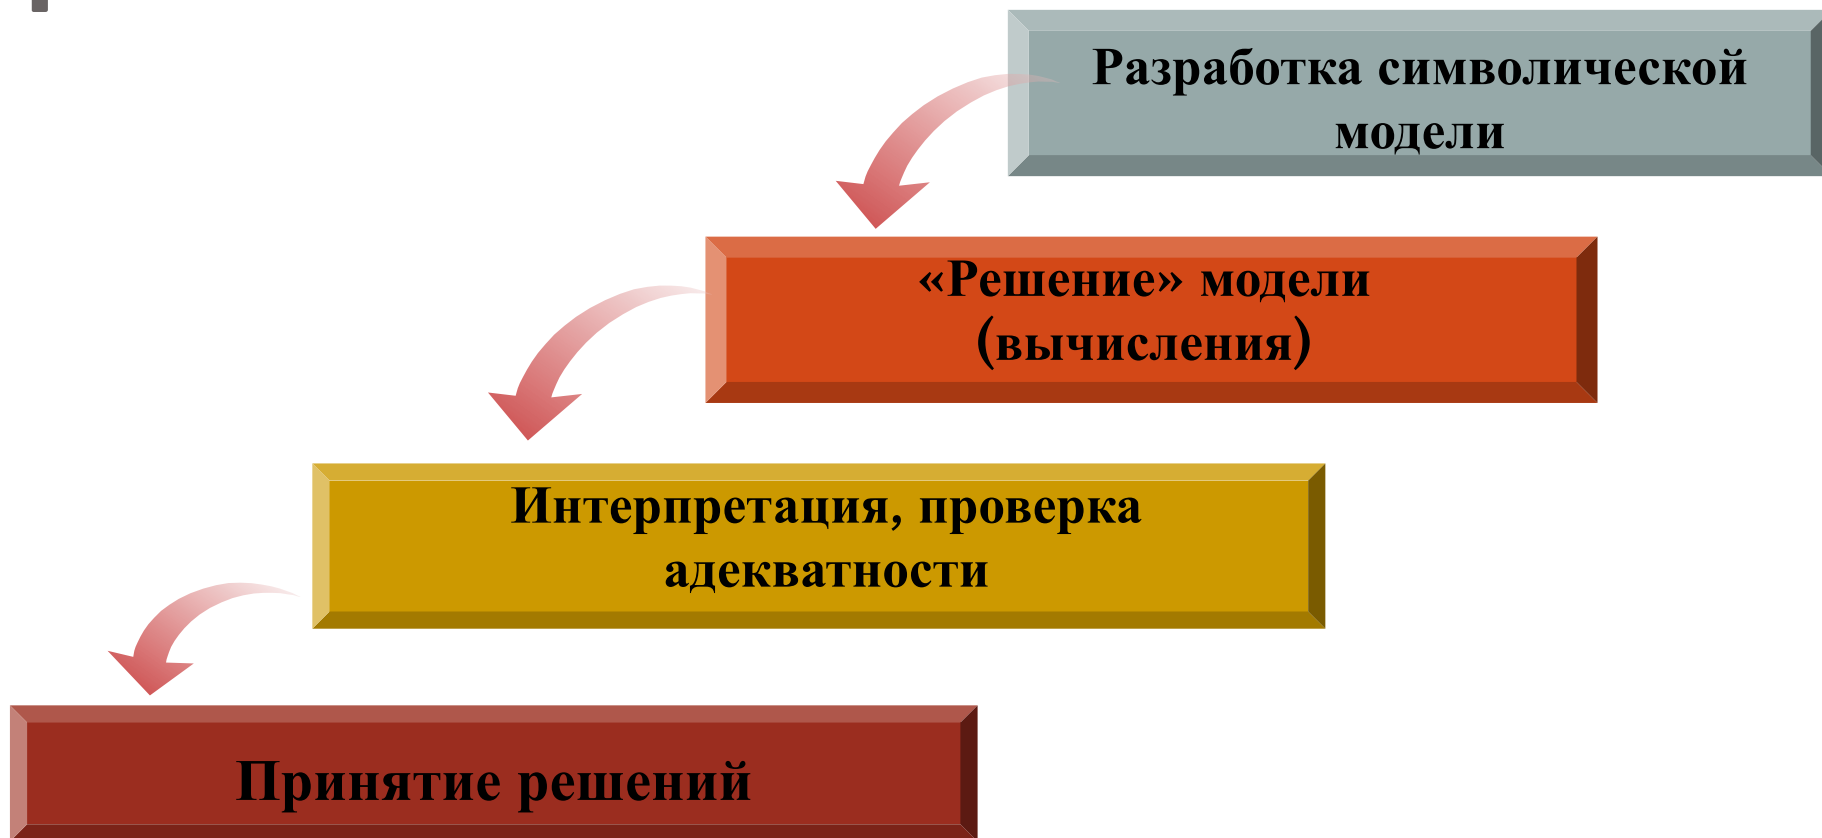 Разработка символической
модели
«Решение» модели
(вычисления)
Интерпретация, проверка
адекватности
Принятие решений